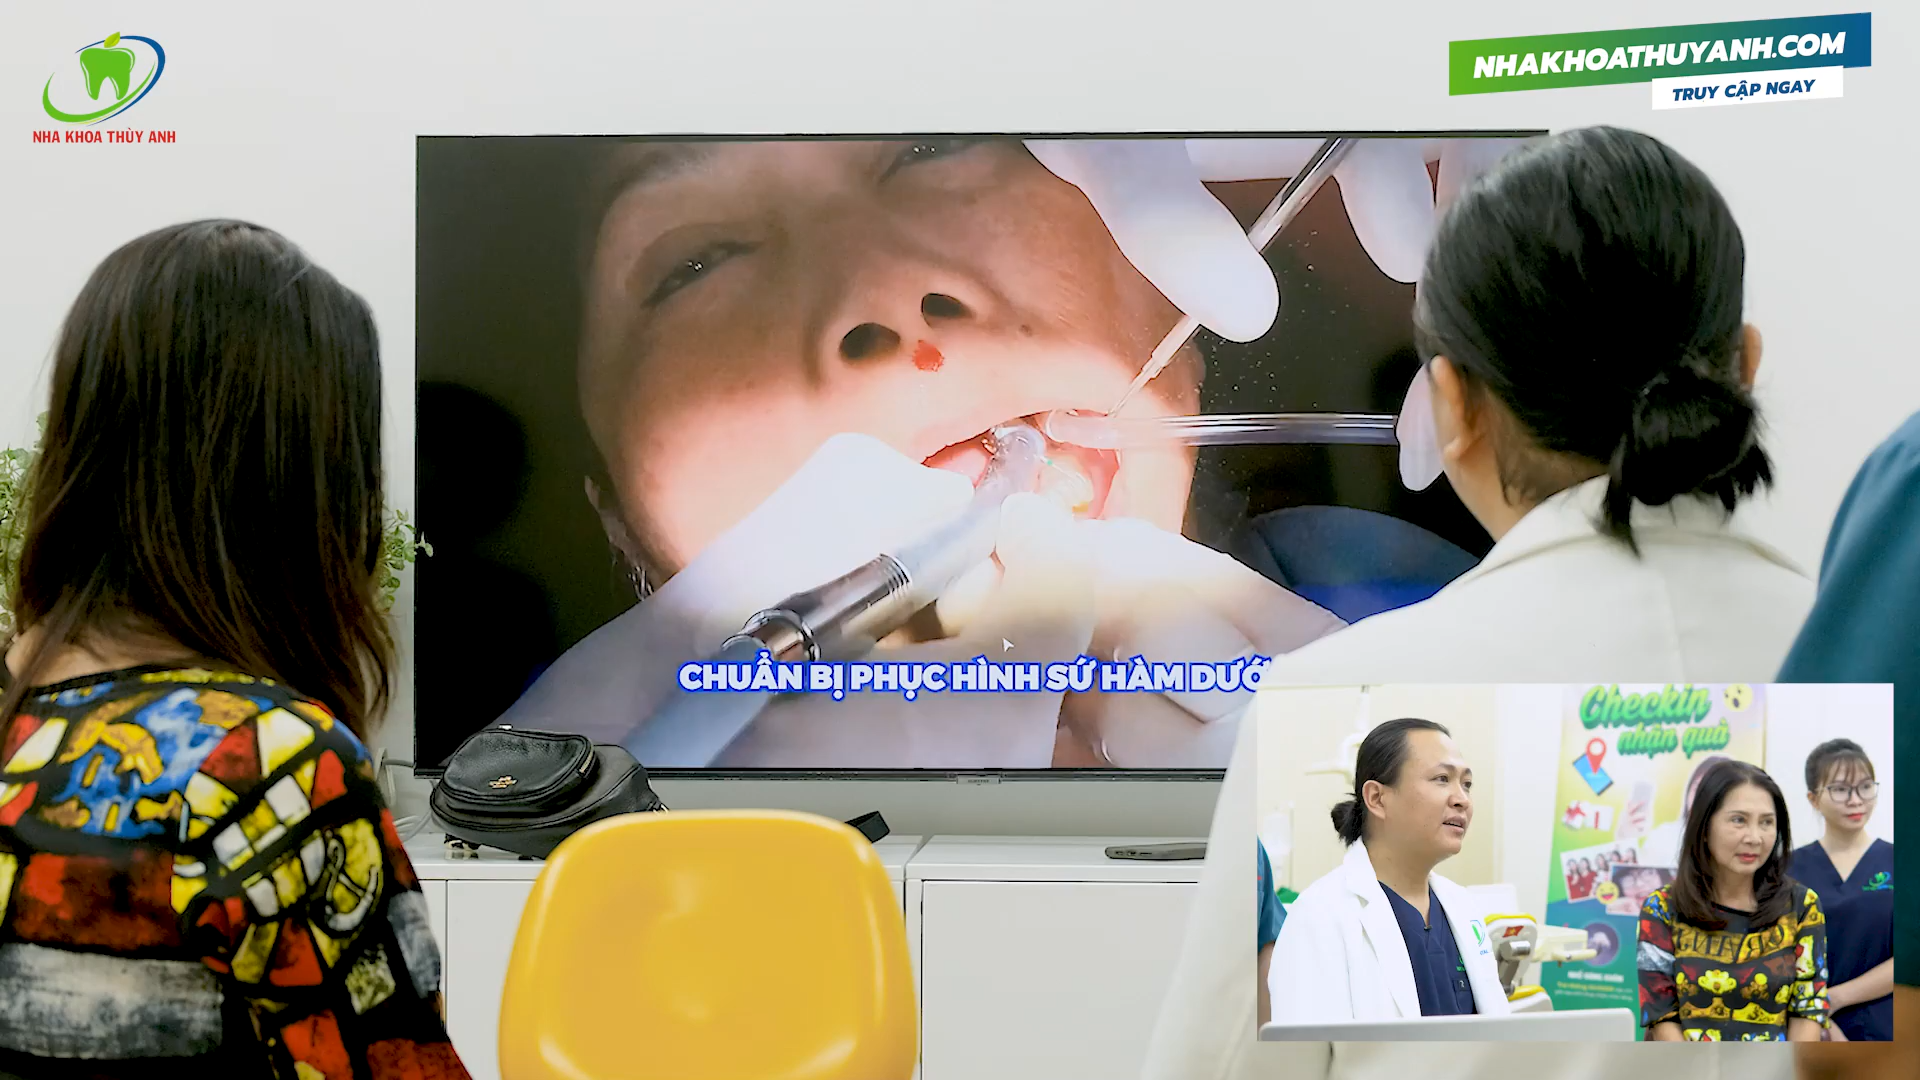 NHA KHOA THÙY ANH
NHAKHOATHUYANH.COM
TRUY CẬP NGAY
CHUẨN BỊ PHỤC HÌNH SỨ HÀM DƯỚ
Checkin
nhận quà